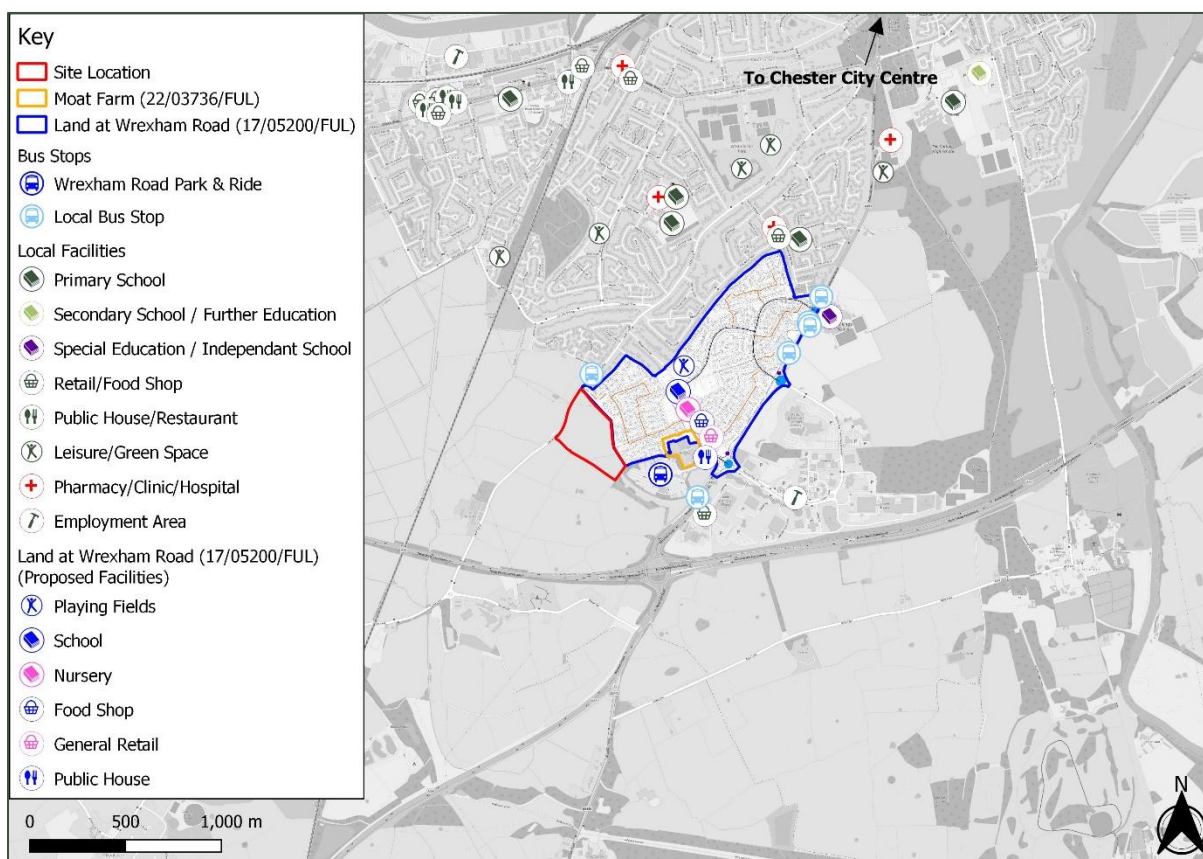 Key
Site Location
Moat Farm (22/03736/FUL)
Land at Wrexham Road (17/05200/FUL)
Bus Stops
Wrexham Road Park & Ride
Local Bus Stop
Local Facilities
Primary School
Secondary School / Further Education
Special Education / Independant School
Retail/Food Shop
Public House/Restaurant
Leisure/Green Space
Pharmacy/Clinic/Hospital
Employment Area
Land at Wrexham Road (17/05200/FUL)
(Proposed Facilities)
Playing Fields
School
Nursery
Food Shop
General Retail
Public House
0 500 1,000 m
To Chester City Centre
N